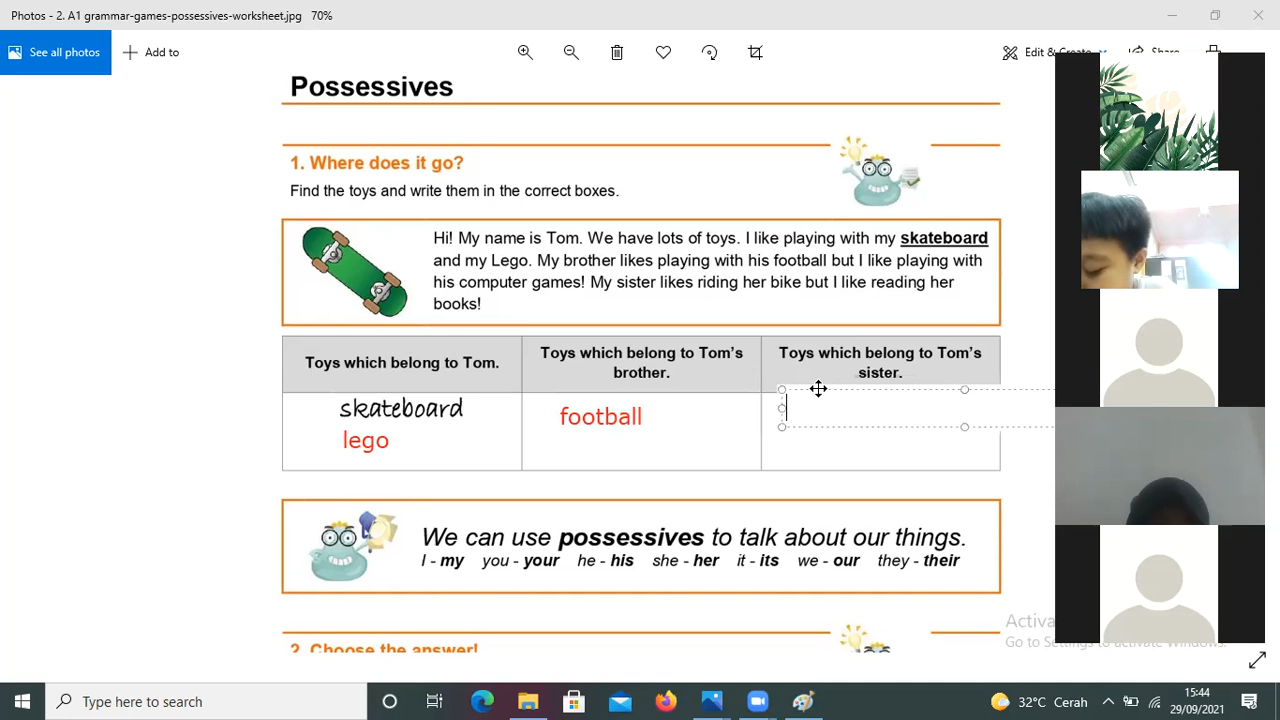 Photos - 2. A1 grammar-games-possessives-worksheet.jpg 70%
See all photos
Add to
Edit & Create
Share
Possessives
1. Where does it go?
Find the toys and write them in the correct boxes.
Hi! My name is Tom. We have lots of toys. I like playing with my skateboard
and my Lego. My brother likes playing with his football but I like playing with
his computer games! My sister likes riding her bike but I like reading her
books!
Toys which belong to Tom.
Toys which belong to Tom's
brother.
Toys which belong to Tom's
sister.
skateboard
lego
football
We can use possessives to talk about our things.
I - my you - your he - his she - her it - its we - our they - their
2. Choose the answer!
Go to Settings to activate Windows.
Type here to search
32°C Cerah
15:44
29/09/2021